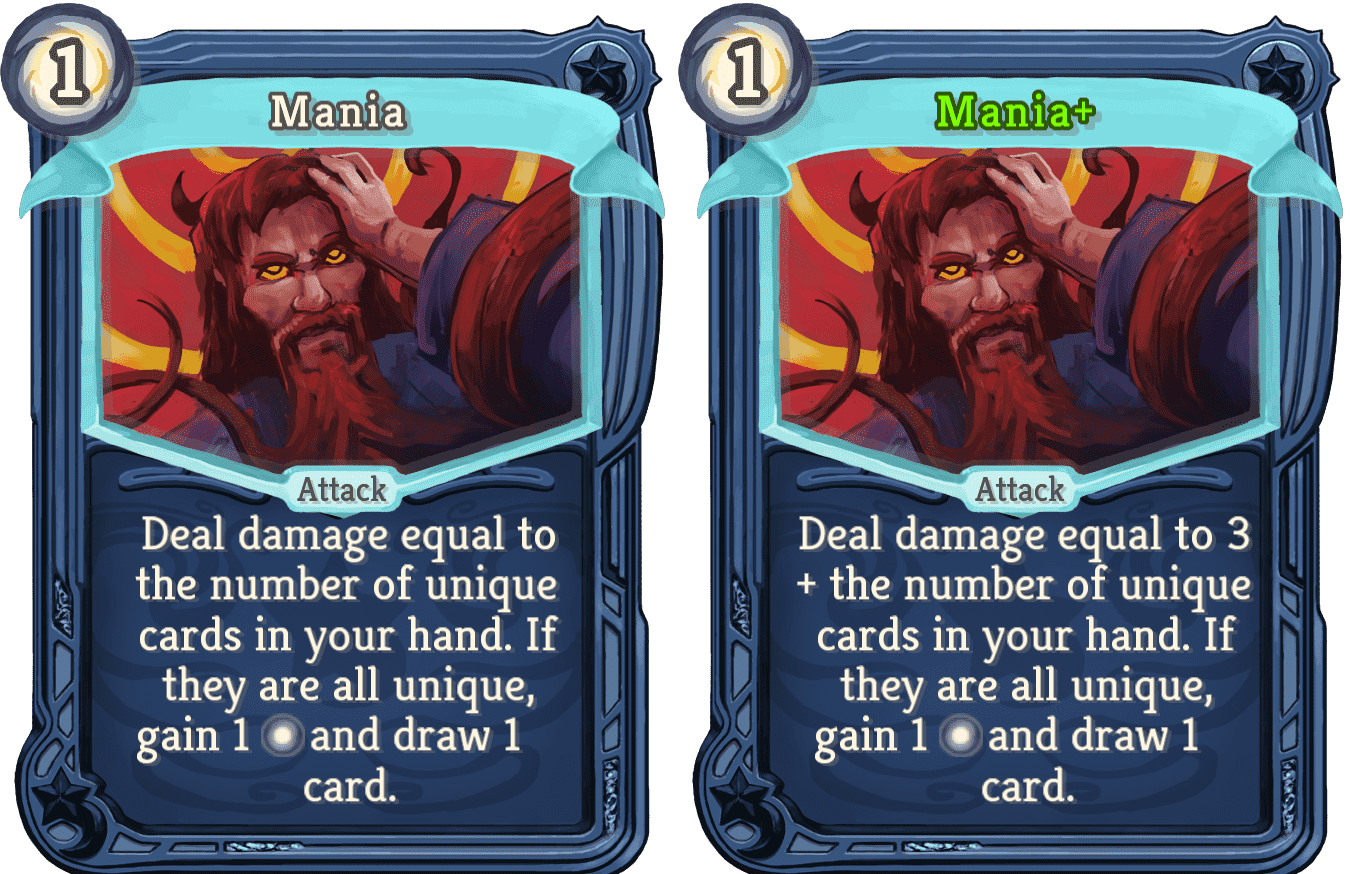 1
Mania
Attack
Deal damage equal to
the number of unique
cards in your hand. If
they are all unique,
gain 1 and draw 1
card.
1
Mania+
Attack
Deal damage equal to 3
+ the number of unique
cards in your hand. If
they are all unique,
gain 1 and draw 1
card.